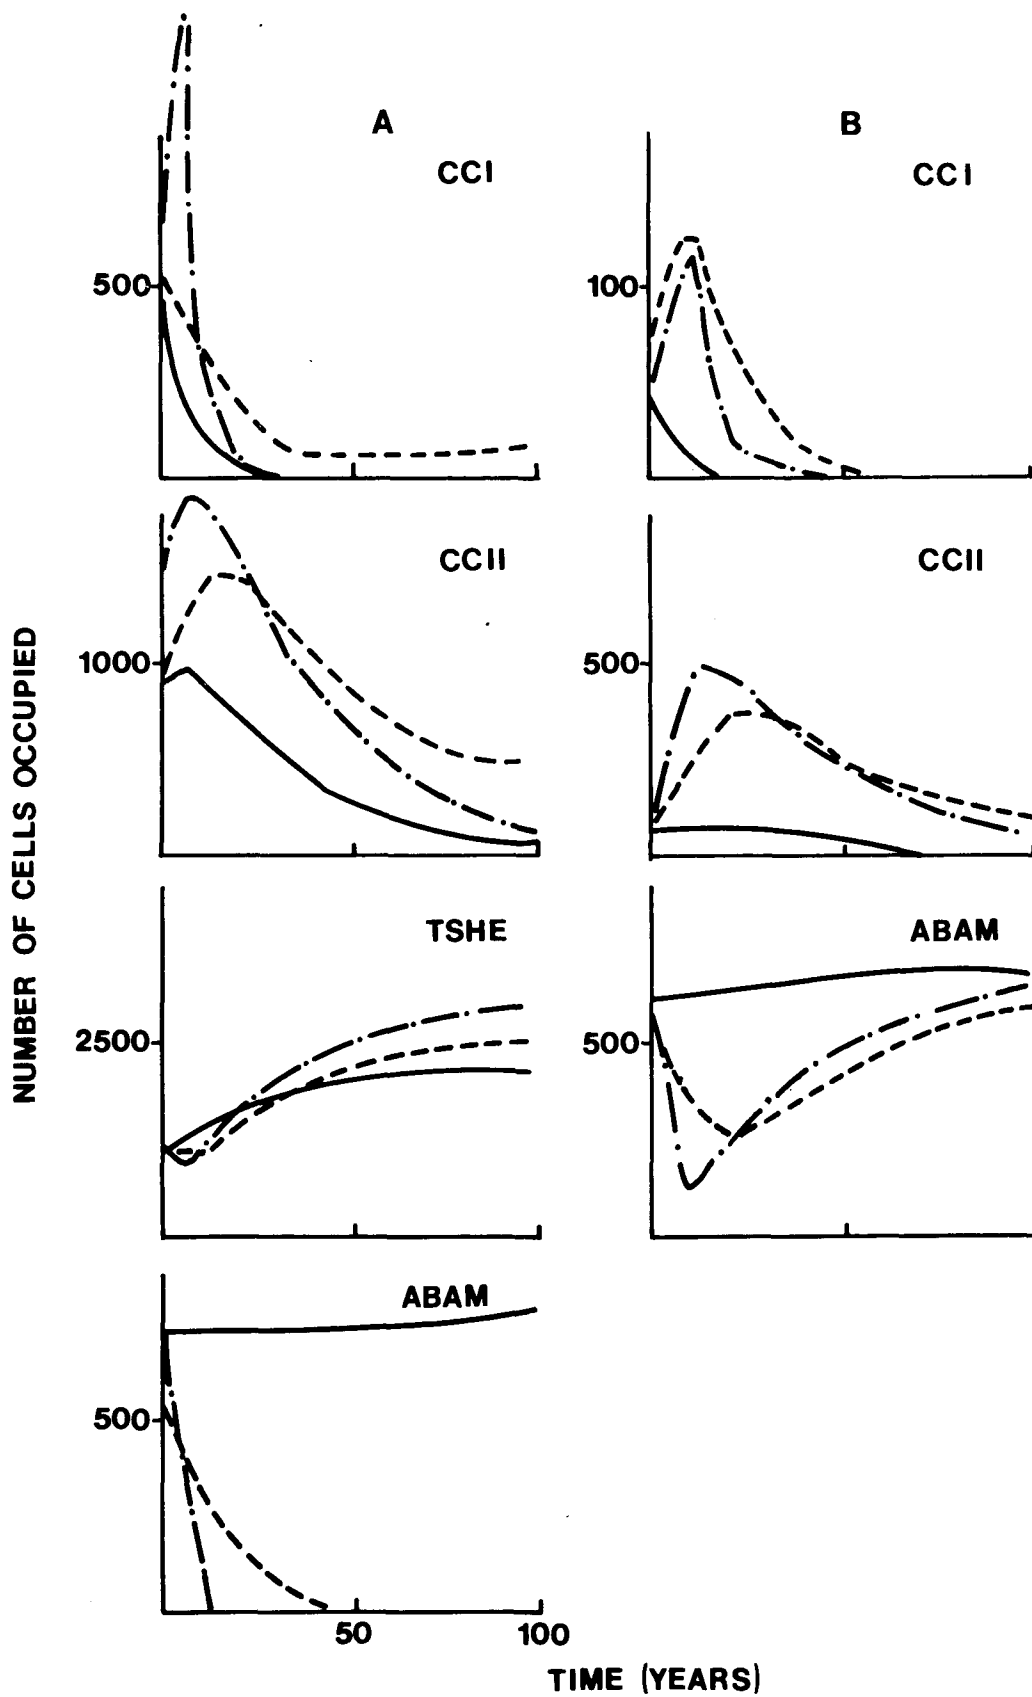 A
B
CCI
CCI
500
100
CCII
CCII
1000
500
TSHE
ABAM
2500
500
ABAM
500
50
100
TIME (YEARS)
NUMBER OF CELLS OCCUPIED